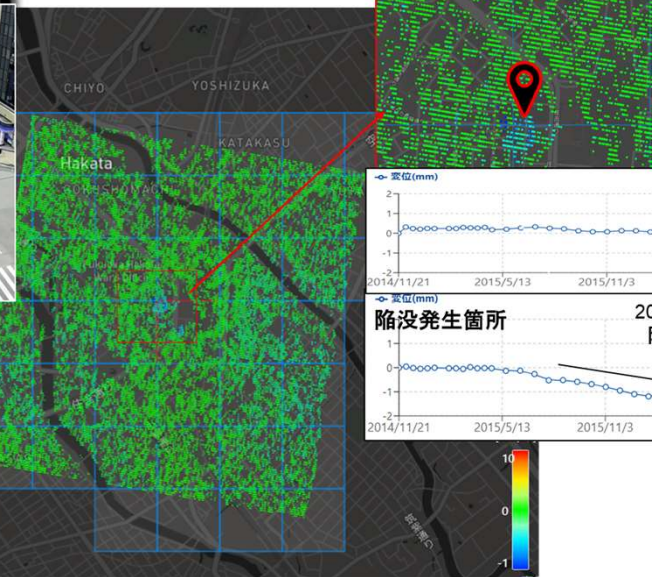 CHIYO
YOSHIZUKA
KATAKASU
Hakata
GOKUSHOMACHI
変位(mm)
2
1
0
-1
-2
2014/11/21
2015/5/13
2015/11/3
変位(mm)
陥没発生箇所
20
1
0
-1
-2
2014/11/21
2015/5/13
2015/11/3
10
0
-1